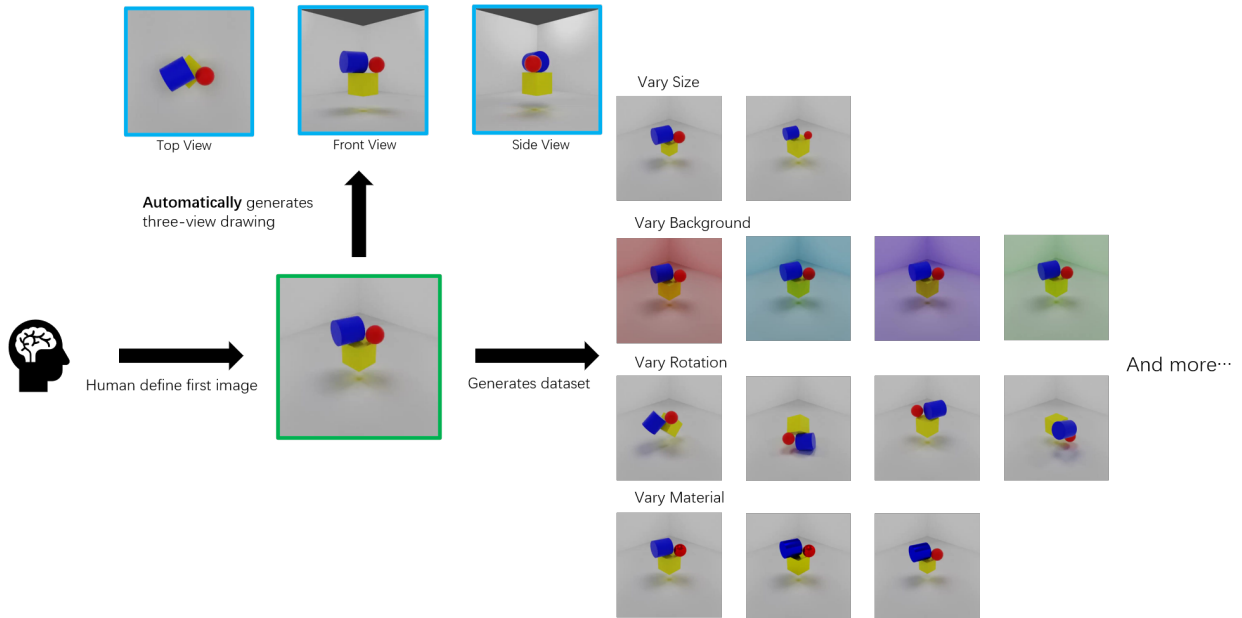 Top View
Front View
Side View
Automatically generates
three-view drawing
Human define first image
Generates dataset
Vary Size
Vary Background
Vary Rotation
Vary Material
And more···